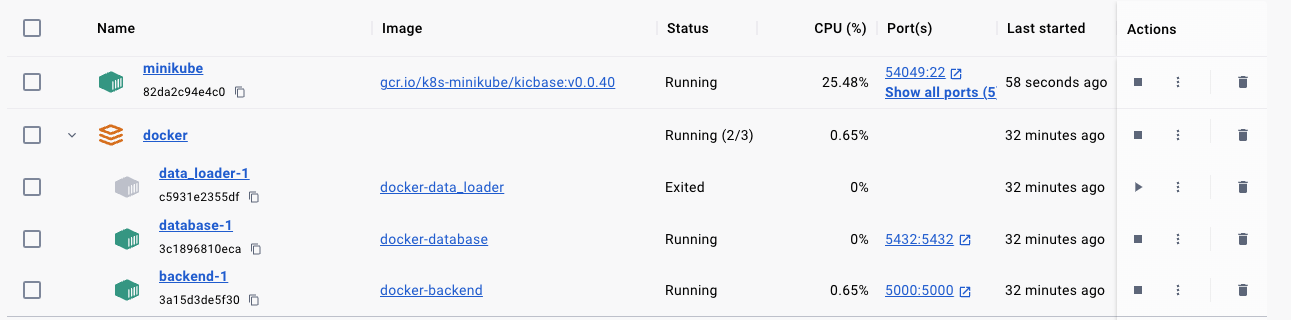 Name Image Status CPU (%) Port(s) Last started Actions
minikube
82da2c94e4c0
gcr.io/k8s-minikube/kicbase:v0.0.40 Running 25.48% 54049:22 58 seconds ago
Show all ports (5
docker Running (2/3) 0.65% 32 minutes ago
data_loader-1
c5931e2355df
docker-data_loader Exited 0% 32 minutes ago
database-1
3c1896810eca
docker-database Running 0% 5432:5432 32 minutes ago
backend-1
3a15d3de5f30
docker-backend Running 0.65% 5000:5000 32 minutes ago